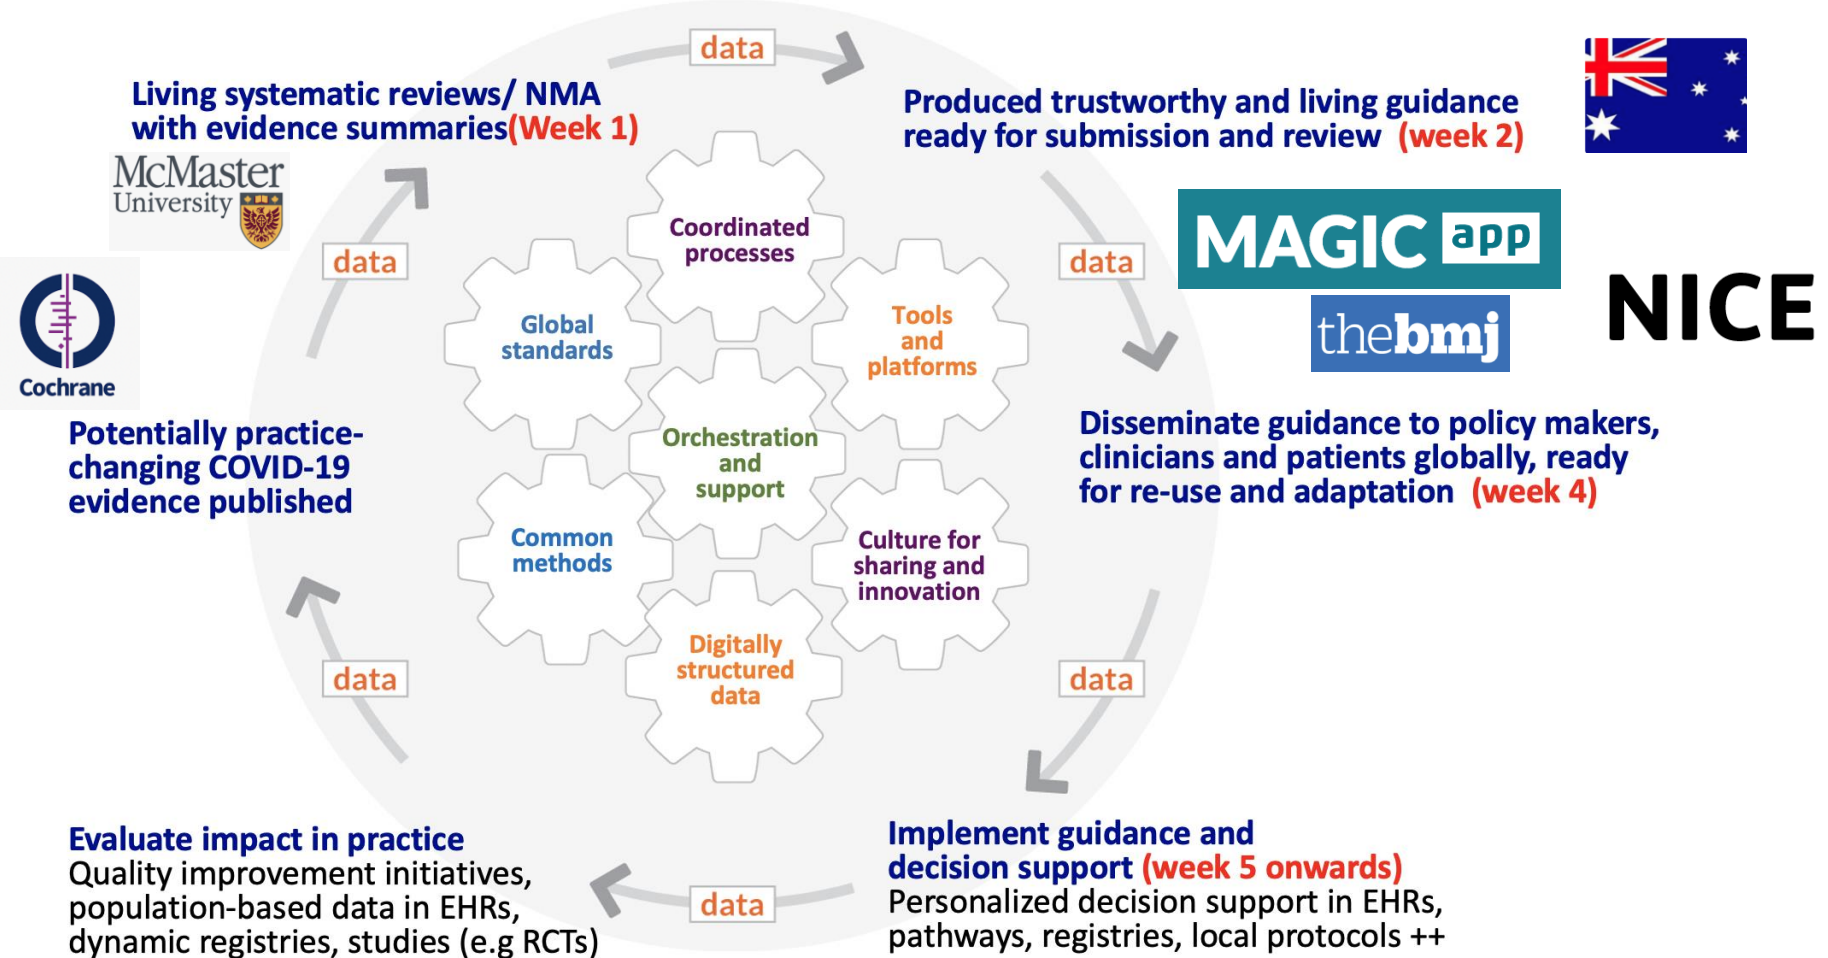 data
Living systematic reviews/ NMA
with evidence summaries(Week 1)
McMaster
University
data
Cochrane
Potentially practice-
changing COVID-19
evidence published
Produced trustworthy and living guidance
ready for submission and review (week 2)
data
MAGIC app
thebmj
NICE
Coordinated
processes
Global
standards
Tools
and
platforms
Orchestration
and
support
Common
methods
Culture for
sharing and
innovation
Digitally
structured
data
Disseminate guidance to policy makers,
clinicians and patients globally, ready
for re-use and adaptation (week 4)
data
data
Evaluate impact in practice
Quality improvement initiatives,
population-based data in EHRs,
dynamic registries, studies (e.g RCTs)
data
Implement guidance and
decision support (week 5 onwards)
Personalized decision support in EHRs,
pathways, registries, local protocols ++